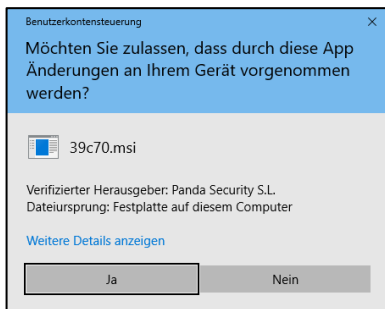 Benutzerkontensteuerung
Möchten Sie zulassen, dass durch diese App
Änderungen an Ihrem Gerät vorgenommen
werden?
39c70.msi
Verifizierter Herausgeber: Panda Security S.L.
Dateiursprung: Festplatte auf diesem Computer
Weitere Details anzeigen
Ja
Nein